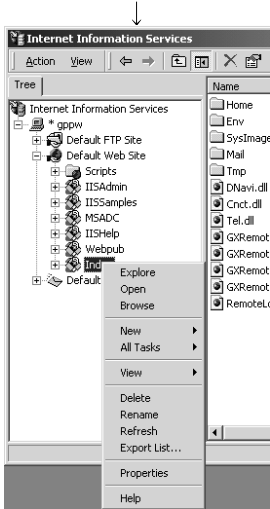 Internet Information Services
Action View
Tree
Name
Internet Information Services
* gppw
Default FTP Site
Default Web Site
Scripts
IISAdmin
IISSamples
MSADC
IISHelp
Webpub
Ind
Default
Home
Env
SysImage
Mail
Tmp
DNavi.dll
Cnct.dll
Tel.dll
GXRemot
GXRemot
GXRemot
GXRemot
RemoteLo
Explore
Open
Browse
New
All Tasks
View
Delete
Rename
Refresh
Export List...
Properties
Help